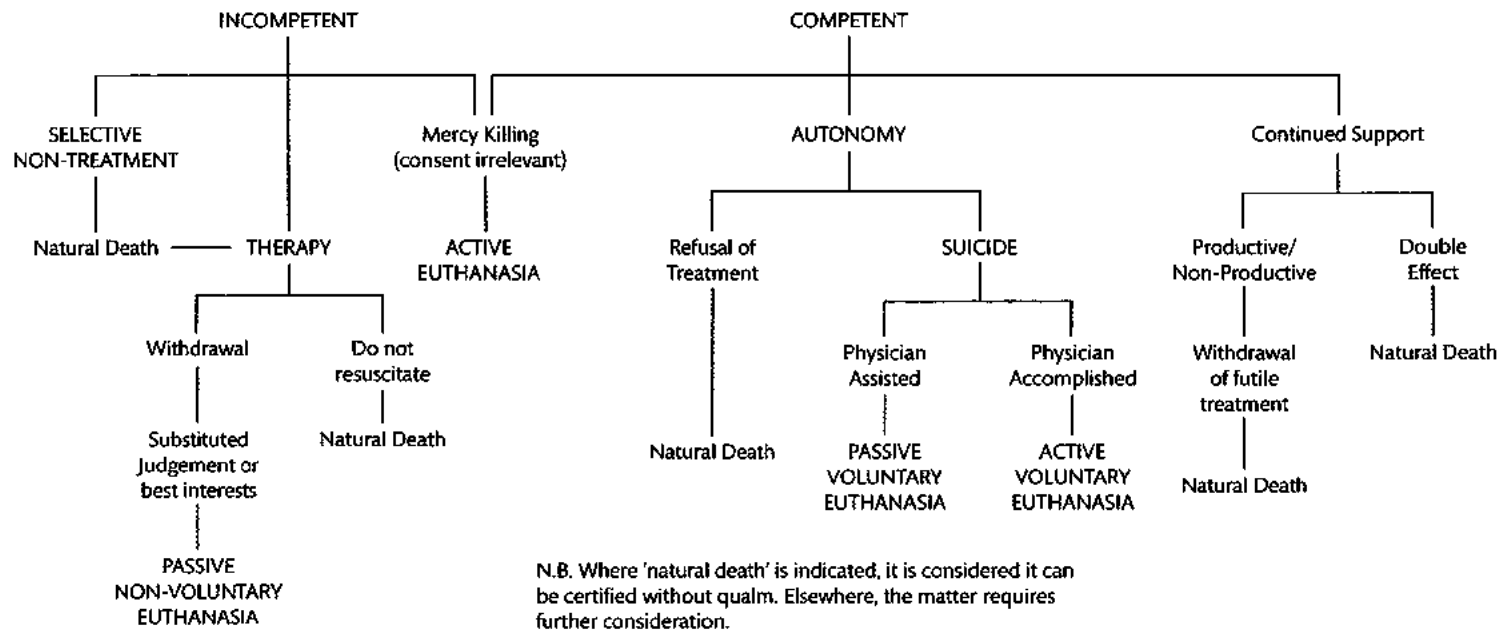 INCOMPETENT
COMPETENT
SELECTIVE
NON-TREATMENT
Mercy Killing
(consent irrelevant)
AUTONOMY
Continued Support
Natural Death
THERAPY
ACTIVE
EUTHANASIA
Refusal of
Treatment
SUICIDE
Productive/
Non-Productive
Double
Effect
Withdrawal
Do not
resuscitate
Physician
Assisted
Physician
Accomplished
Withdrawal
of futile
treatment
Natural Death
Substituted
Judgement or
best interests
Natural Death
Natural Death
PASSIVE
VOLUNTARY
EUTHANASIA
ACTIVE
VOLUNTARY
EUTHANASIA
Natural Death
PASSIVE
NON-VOLUNTARY
EUTHANASIA
N.B. Where 'natural death' is indicated, it is considered it can
be certified without qualm. Elsewhere, the matter requires
further consideration.